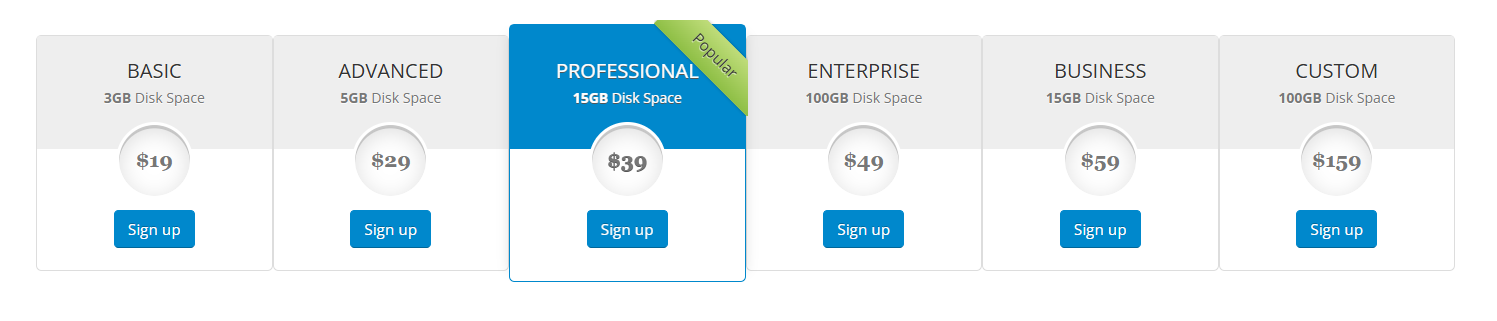 BASIC
3GB Disk Space
$19
Sign up
ADVANCED
5GB Disk Space
$29
Sign up
Popular
PROFESSIONAL
15GB Disk Space
$39
Sign up
ENTERPRISE
100GB Disk Space
$49
Sign up
BUSINESS
15GB Disk Space
$59
Sign up
CUSTOM
100GB Disk Space
$159
Sign up